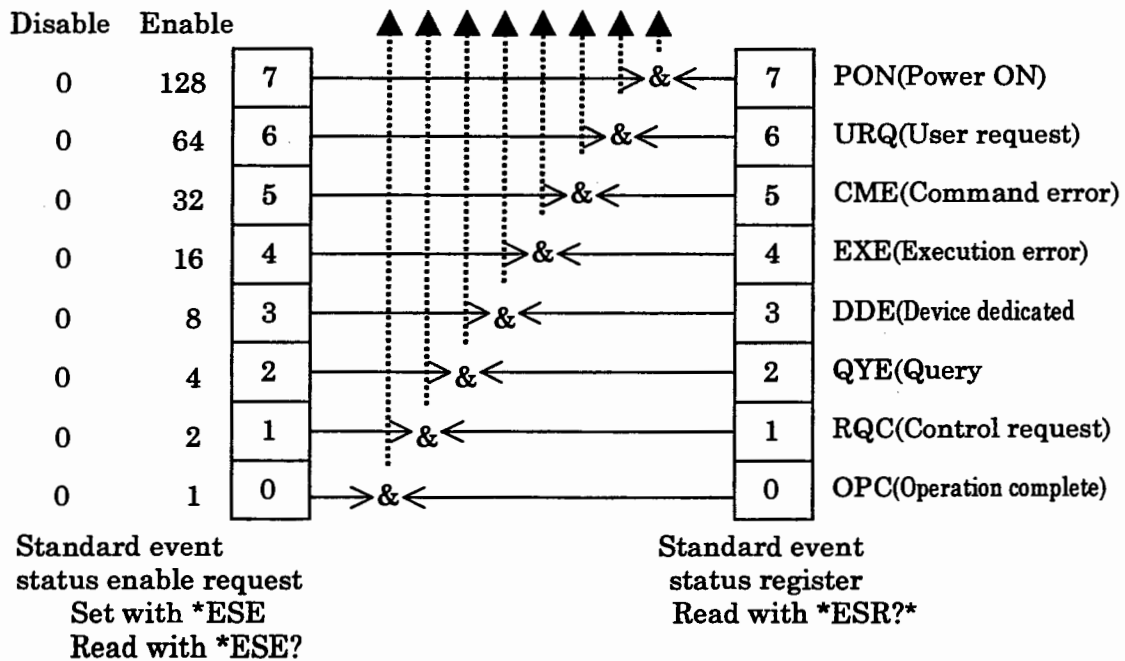 Disable Enable
0 128 7 & 7 PON(Power ON)
0 64 6 & 6 URQ(User request)
0 32 5 & 5 CME(Command error)
0 16 4 & 4 EXE(Execution error)
0 8 3 & 3 DDE(Device dedicated
0 4 2 & 2 QYE(Query
0 2 1 & 1 RQC(Control request)
0 1 0 & 0 OPC(Operation complete)
Standard event
status enable request
Set with *ESE
Read with *ESE?
Standard event
status register
Read with *ESR?*